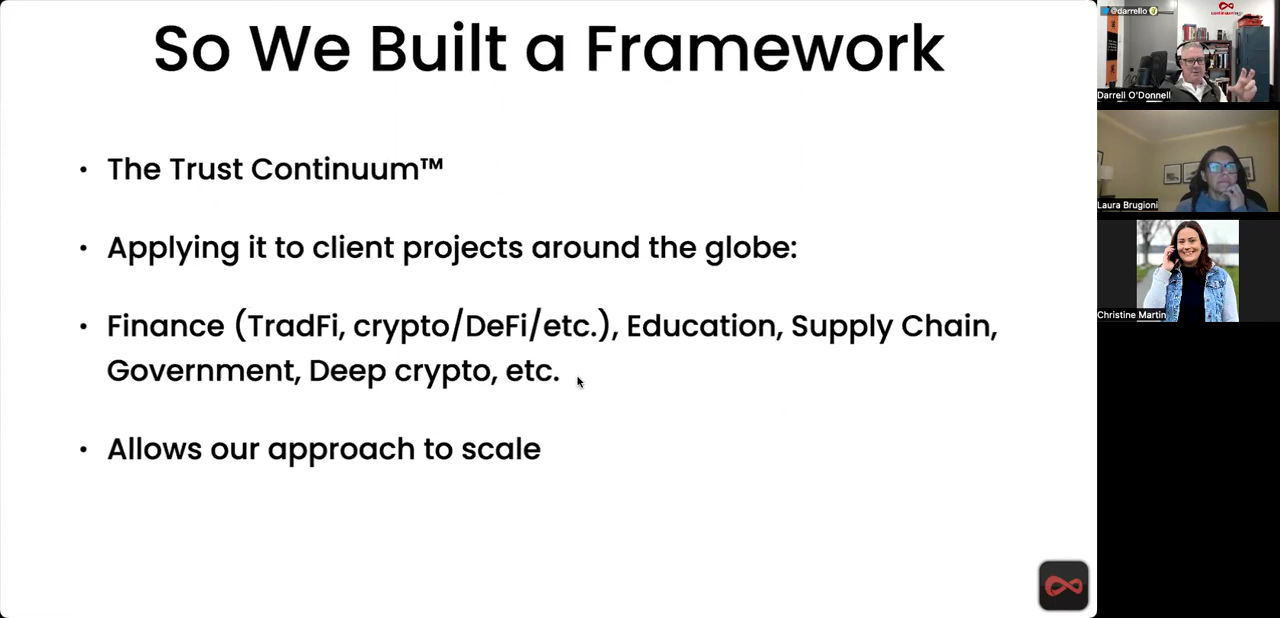 So We Built a Framework
• The Trust Continuum™
• Applying it to client projects around the globe:
• Finance (TradFi, crypto/DeFi/etc.), Education, Supply Chain,
Government, Deep crypto, etc.
• Allows our approach to scale
@darrello
Darrell O'Donnell
Laura Brugioni
Christine Martin